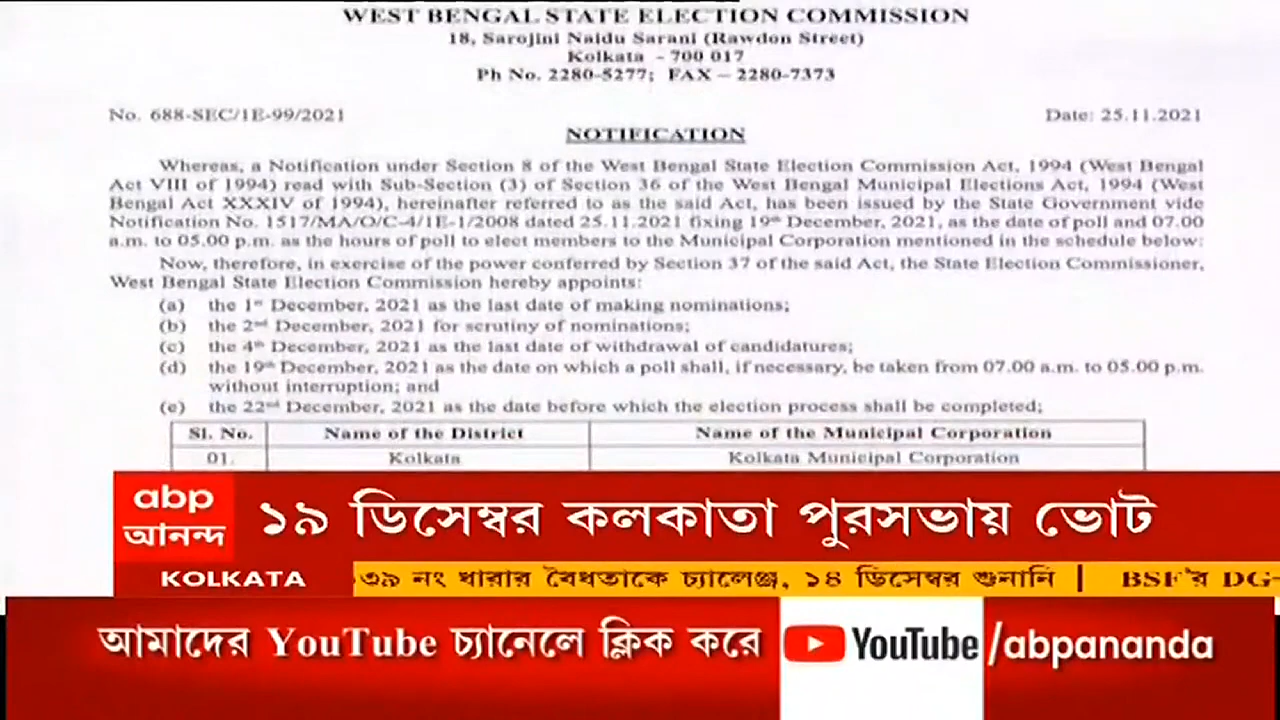 WEST BENGAL STATE ELECTION COMMISSION
18, Sarojini Naidu Sarani (Rawdon Street)
Kolkata - 700 017
Ph No. 2280-5277; FAX – 2280-7373
No. 688-SEC/1E-99/2021 Date: 25.11.2021
NOTIFICATION
Whereas, a Notification under Section 8 of the West Bengal State Election Commission Act, 1994 (West Bengal
Act VIII of 1994) read with Sub-Section (3) of Section 36 of the West Bengal Municipal Elections Act, 1994 (West
Bengal Act XXXIV of 1994), hereinafter referred to as the said Act, has been issued by the State Government vide
Notification No. 1517/MA/O/C-4/1E-1/2008 dated 25.11.2021 fixing 19th December, 2021, as the date of poll and 07.00
a.m. to 05.00 p.m. as the hours of poll to elect members to the Municipal Corporation mentioned in the schedule below:
Now, therefore, in exercise of the power conferred by Section 37 of the said Act, the State Election Commissioner,
West Bengal State Election Commission hereby appoints:
(a) the 1st December, 2021 as the last date of making nominations;
(b) the 2nd December, 2021 for scrutiny of nominations;
(c) the 4th December, 2021 as the last date of withdrawal of candidatures;
(d) the 19th December, 2021 as the date on which a poll shall, if necessary, be taken from 07.00 a.m. to 05.00 p.m.
without interruption; and
(e) the 22nd December, 2021 as the date before which the election process shall be completed;
Sl. No. Name of the District Name of the Municipal Corporation
01. Kolkata Kolkata Municipal Corporation
abp
আনন্দ
১৯ ডিসেম্বর কলকাতা পুরসভায় ভোট
KOLKATA
৩৯ নং ধারার বৈধতাকে চ্যালেঞ্জ, ১৪ ডিসেম্বর শুনানি | BSF'র DG-
আমাদের YouTube চ্যানেলে ক্লিক করে YouTube /abpananda